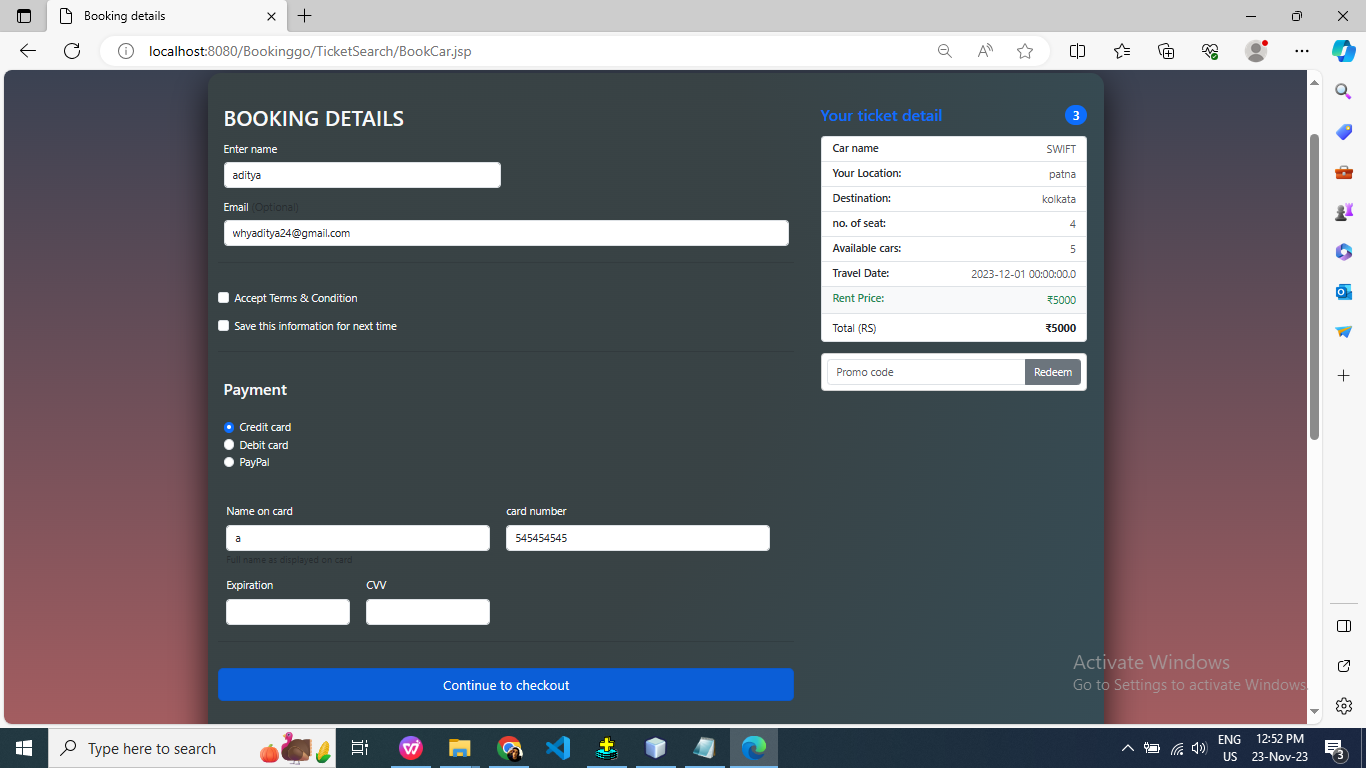 Booking details
localhost:8080/Bookinggo/TicketSearch/BookCar.jsp
BOOKING DETAILS
Enter name
aditya
Email (Optional)
whyaditya24@gmail.com
Accept Terms & Condition
Save this information for next time
Payment
Credit card
Debit card
PayPal
Name on card
card number
a
545454545
Full name as displayed on card
Expiration
CVV
Continue to checkout
Your ticket detail
3
Car name
SWIFT
Your Location:
patna
Destination:
kolkata
no. of seat:
4
Available cars:
5
Travel Date:
2023-12-01 00:00:00.0
Rent Price:
₹5000
Total (RS)
₹5000
Promo code
Redeem
Activate Windows
Go to Settings to activate Windows.
Type here to search
ENG
US
12:52 PM
23-Nov-23
3